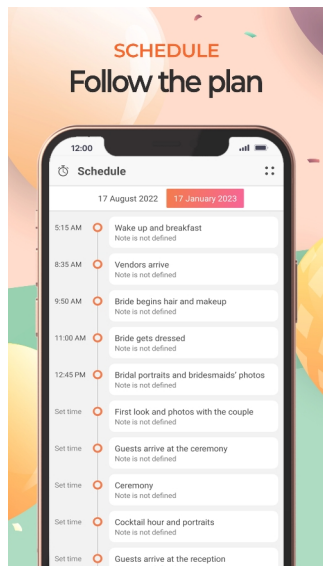 SCHEDULE
Follow the plan
12:00
Schedule
17 August 2022 17 January 2023
5:15 AM Wake up and breakfast
Note is not defined
8:35 AM Vendors arrive
Note is not defined
9:50 AM Bride begins hair and makeup
Note is not defined
11:00 AM Bride gets dressed
Note is not defined
12:45 PM Bridal portraits and bridesmaids' photos
Note is not defined
Set time First look and photos with the couple
Note is not defined
Set time Guests arrive at the ceremony
Note is not defined
Set time Ceremony
Note is not defined
Set time Cocktail hour and portraits
Note is not defined
Set time Guests arrive at the reception